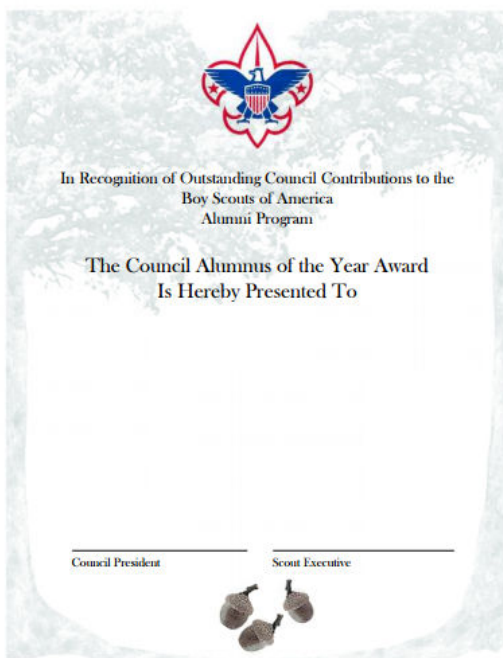 In Recognition of Outstanding Council Contributions to the
Boy Scouts of America
Alumni Program
The Council Alumnus of the Year Award
Is Hereby Presented To
Council President Scout Executive